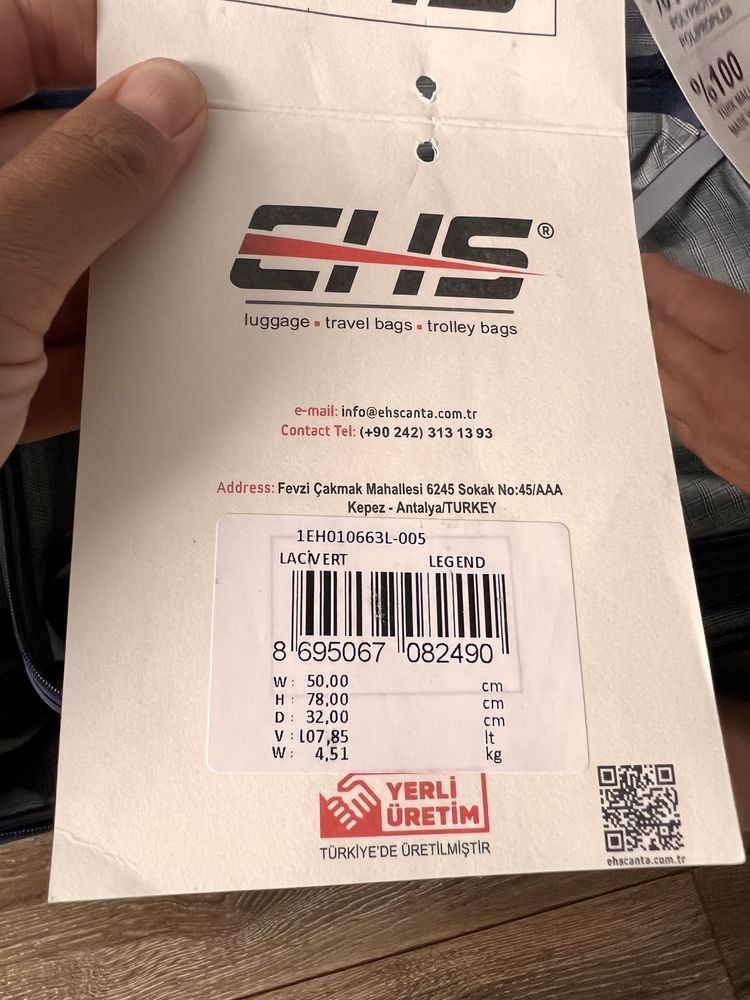 EHS
EHS®
luggage ▪ travel bags ▪ trolley bags
e-mail: info@ehscanta.com.tr
Contact Tel: (+90 242) 313 13 93
Address: Fevzi Çakmak Mahallesi 6245 Sokak No:45/AAA
Kepez - Antalya/TURKEY
1EH010663L-005
LACİVERT LEGEND
8 695067 082490
W : 50,00 cm
H : 78,00 cm
D : 32,00 cm
V : 107,85 lt
W : 4,51 kg
YERLİ
ÜRETİM
TÜRKİYE'DE ÜRETİLMİŞTİR
ehscanta.com.tr
%100